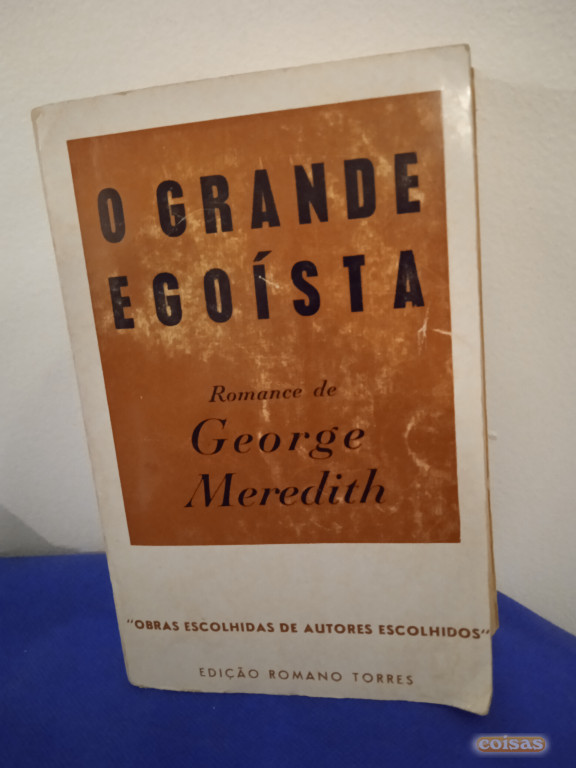 O GRANDE
EGOÍSTA
Romance de
George
Meredith
"OBRAS ESCOLHIDAS DE AUTORES ESCOLHIDOS"
EDIÇÃO ROMANO TORRES
coisas